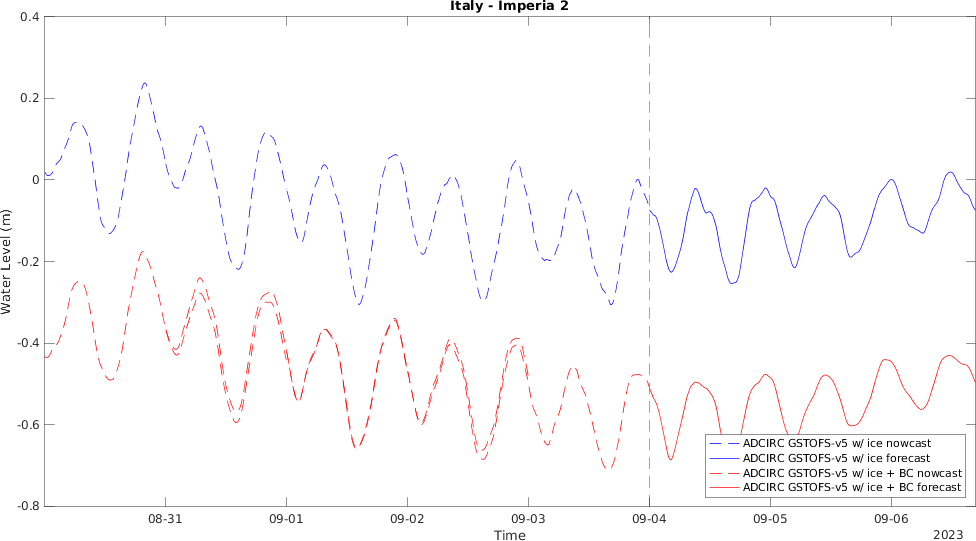 Italy - Imperia 2
Water Level (m)
0.4
0.2
0
-0.2
-0.4
-0.6
-0.8
08-31
09-01
09-02
09-03
09-04
09-05
09-06
Time
2023
ADCIRC GSTOFS-v5 w/ ice nowcast
ADCIRC GSTOFS-v5 w/ ice forecast
ADCIRC GSTOFS-v5 w/ ice + BC nowcast
ADCIRC GSTOFS-v5 w/ ice + BC forecast